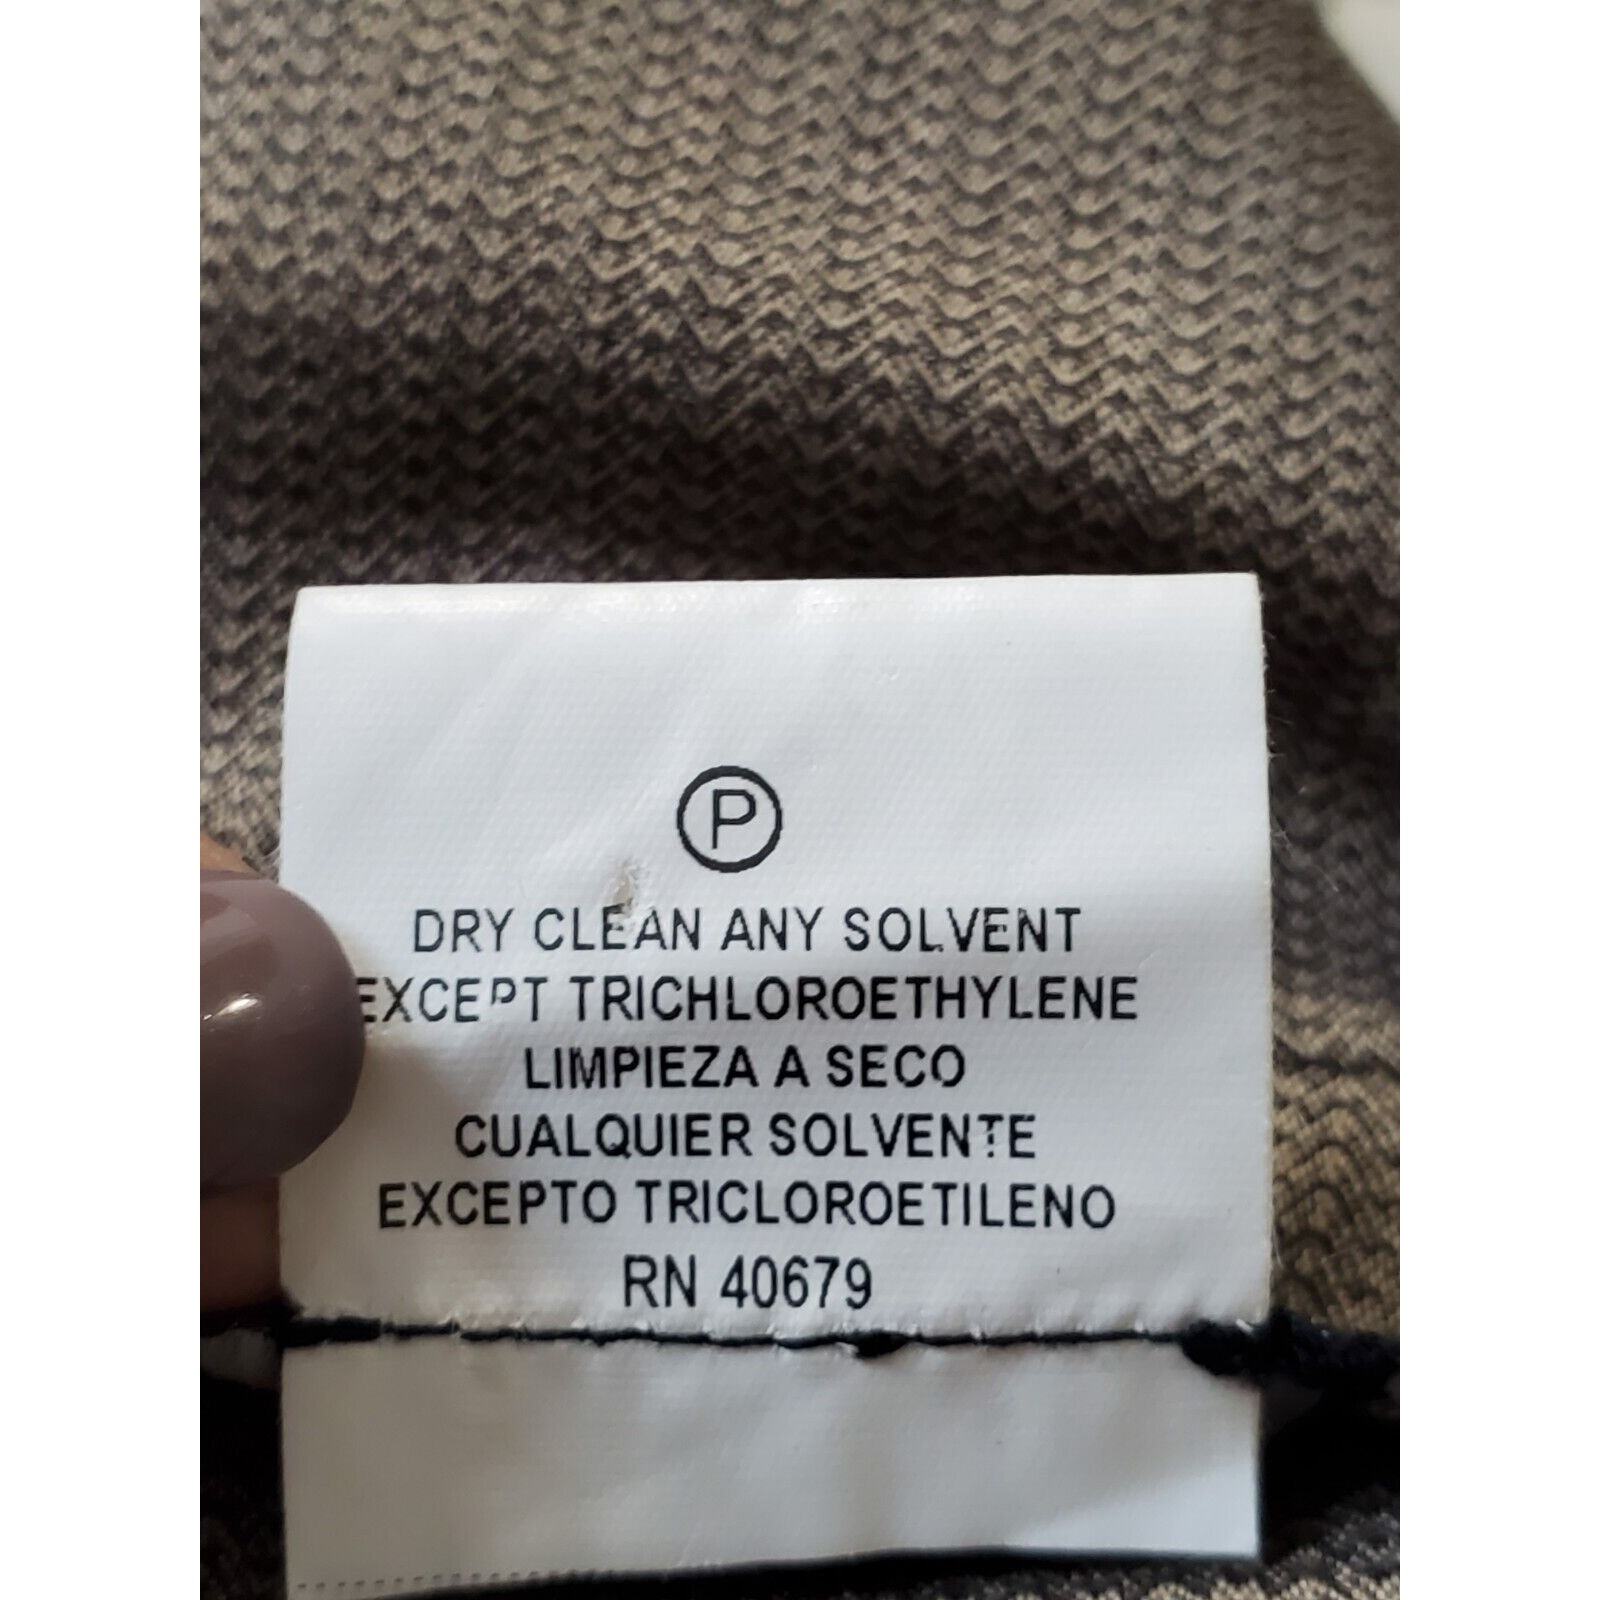 P
DRY CLEAN ANY SOLVENT
EXCEPT TRICHLOROETHYLENE
LIMPIEZA A SECO
CUALQUIER SOLVENTE
EXCEPTO TRICLOROETILENO
RN 40679